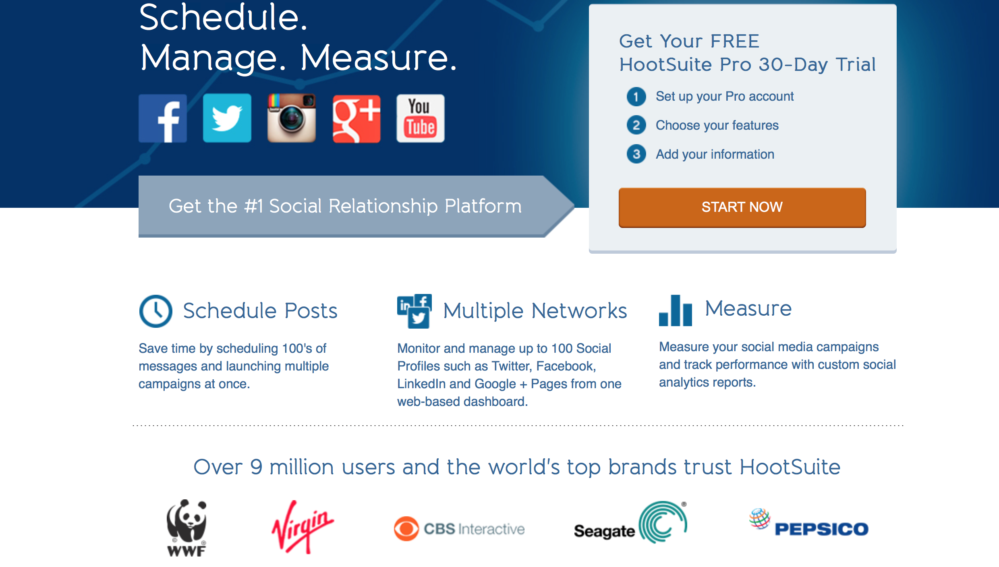 Schedule.
Manage. Measure.
f
g+
You
Tube
Get the #1 Social Relationship Platform
Get Your FREE
HootSuite Pro 30-Day Trial
1 Set up your Pro account
2 Choose your features
3 Add your information
START NOW
in f
Schedule Posts
Save time by scheduling 100's of
messages and launching multiple
campaigns at once.
Multiple Networks
Monitor and manage up to 100 Social
Profiles such as Twitter, Facebook,
LinkedIn and Google + Pages from one
web-based dashboard.
Measure
Measure your social media campaigns
and track performance with custom social
analytics reports.
Over 9 million users and the world's top brands trust HootSuite
©
®
WWF
Virgin
CBS Interactive
Seagate ®
PEPSICO